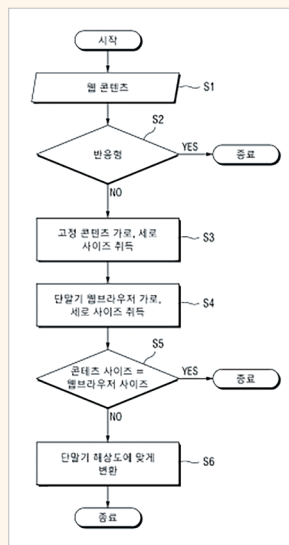 시작
웹 콘텐츠 S1
S2
반응형 YES 종료
NO
고정 콘텐츠 가로, 세로
사이즈 취득 S3
단말기 웹브라우저 가로,
세로 사이즈 취득 S4
S5
콘테츠 사이즈 = YES
웹브라우저 사이즈 종료
NO
단말기 해상도에 맞게
변환 S6
종료